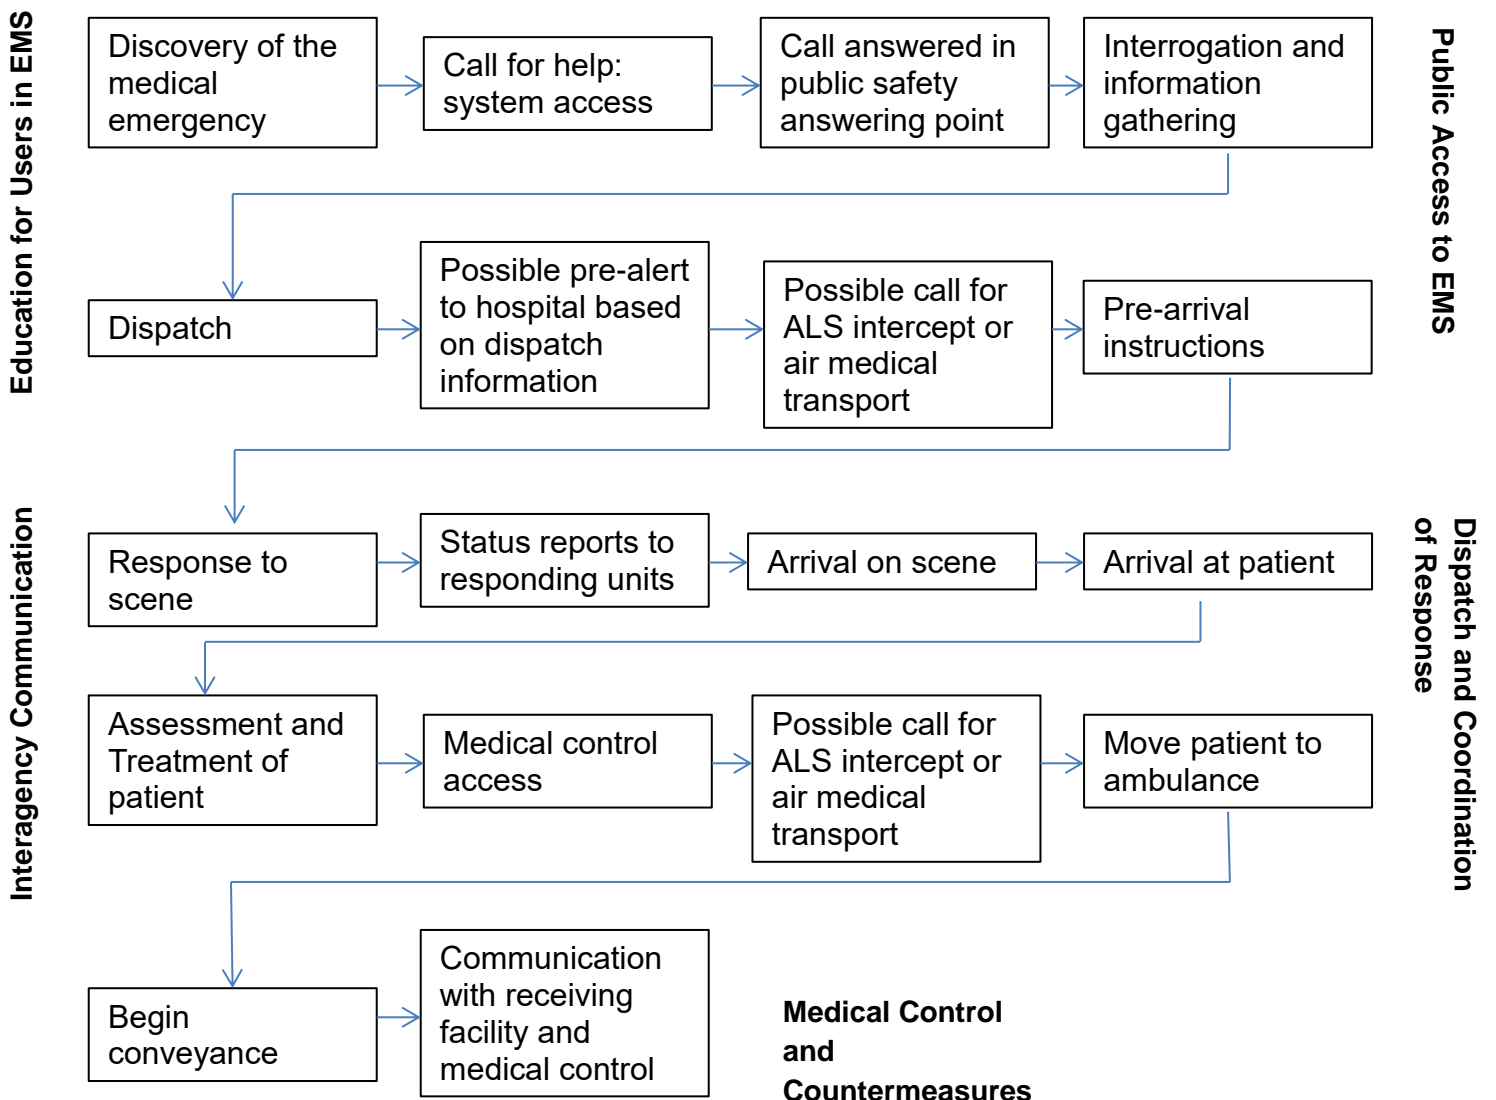 Education for Users in EMS
Discovery of the
medical
emergency
Call for help:
system access
Call answered in
public safety
answering point
Interrogation and
information
gathering
Public Access to EMS
Dispatch
Possible pre-alert
to hospital based
on dispatch
information
Possible call for
ALS intercept or
air medical
transport
Pre-arrival
instructions
Interagency Communication
Response to
scene
Status reports to
responding units
Arrival on scene
Arrival at patient
Dispatch and Coordination
of Response
Assessment and
Treatment of
patient
Medical control
access
Possible call for
ALS intercept or
air medical
transport
Move patient to
ambulance
Begin
conveyance
Communication
with receiving
facility and
medical control
Medical Control
and
Countermeasures